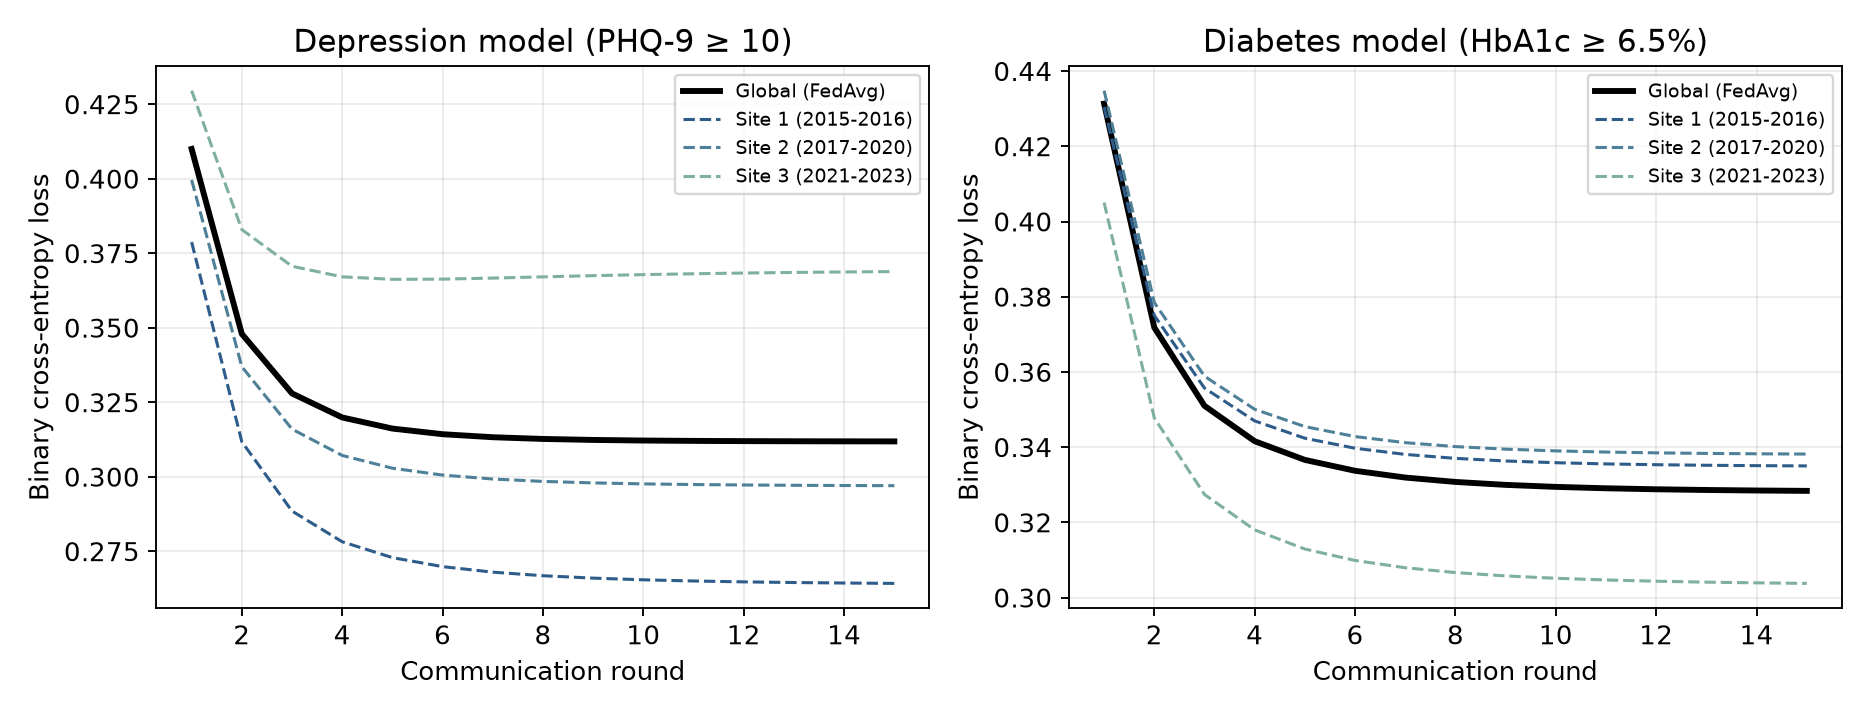 Depression model (PHQ-9 ≥ 10)
Binary cross-entropy loss
0.425
0.400
0.375
0.350
0.325
0.300
0.275
Global (FedAvg)
Site 1 (2015-2016)
Site 2 (2017-2020)
Site 3 (2021-2023)
2 4 6 8 10 12 14
Communication round
Diabetes model (HbA1c ≥ 6.5%)
Binary cross-entropy loss
0.44
0.42
0.40
0.38
0.36
0.34
0.32
0.30
Global (FedAvg)
Site 1 (2015-2016)
Site 2 (2017-2020)
Site 3 (2021-2023)
2 4 6 8 10 12 14
Communication round